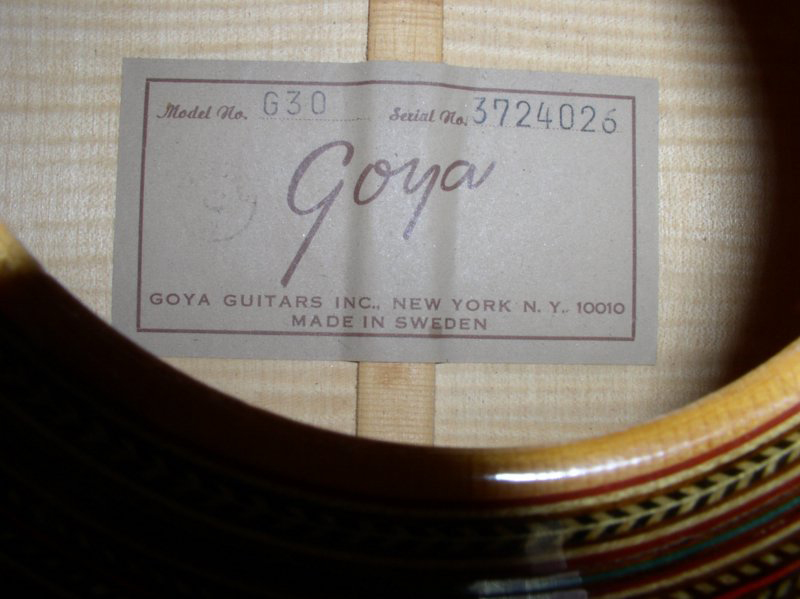 Model No. G30 Serial No. 3724026
Goya
GOYA GUITARS INC., NEW YORK N. Y., 10010
MADE IN SWEDEN